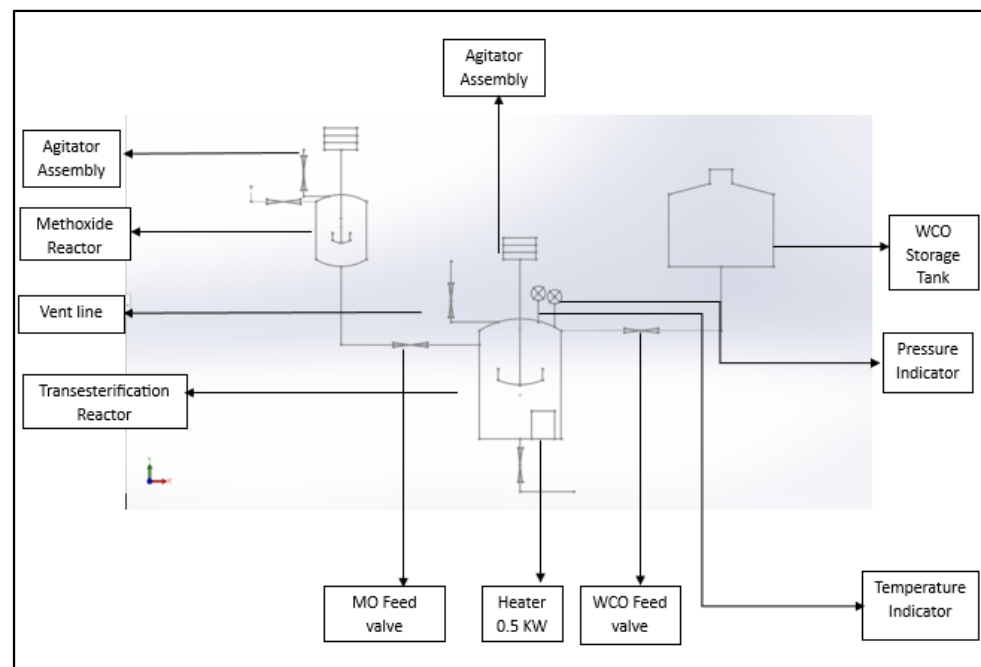 Agitator
Assembly
Agitator
Assembly
Methoxide
Reactor
WCO
Storage
Tank
Vent line
Pressure
Indicator
Transesterification
Reactor
MO Feed
valve
Heater
0.5 KW
WCO Feed
valve
Temperature
Indicator
Y
X